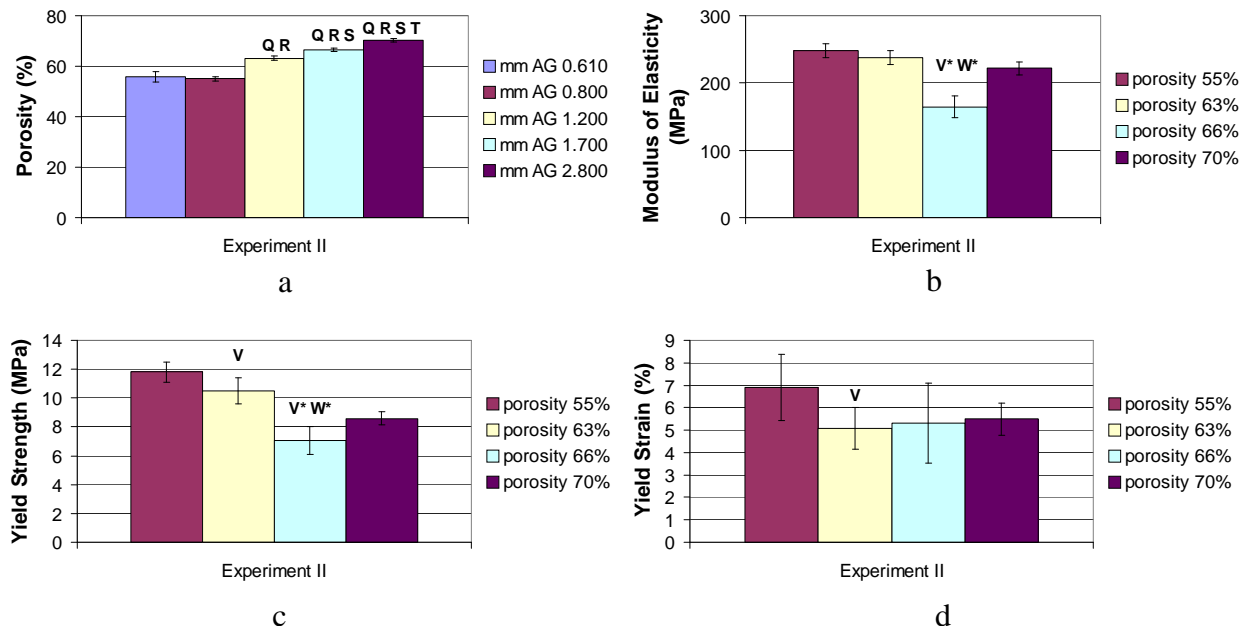 80
60
40
20
0
Porosity (%)
Q R
Q R S
Q R S T
Experiment II
mm AG 0.610
mm AG 0.800
mm AG 1.200
mm AG 1.700
mm AG 2.800
a
300
200
100
0
Modulus of Elasticity
(MPa)
V* W*
Experiment II
porosity 55%
porosity 63%
porosity 66%
porosity 70%
b
14
12
10
8
6
4
2
0
Yield Strength (MPa)
V
V* W*
Experiment II
porosity 55%
porosity 63%
porosity 66%
porosity 70%
c
9
8
7
6
5
4
3
2
1
0
Yield Strain (%)
V
Experiment II
porosity 55%
porosity 63%
porosity 66%
porosity 70%
d